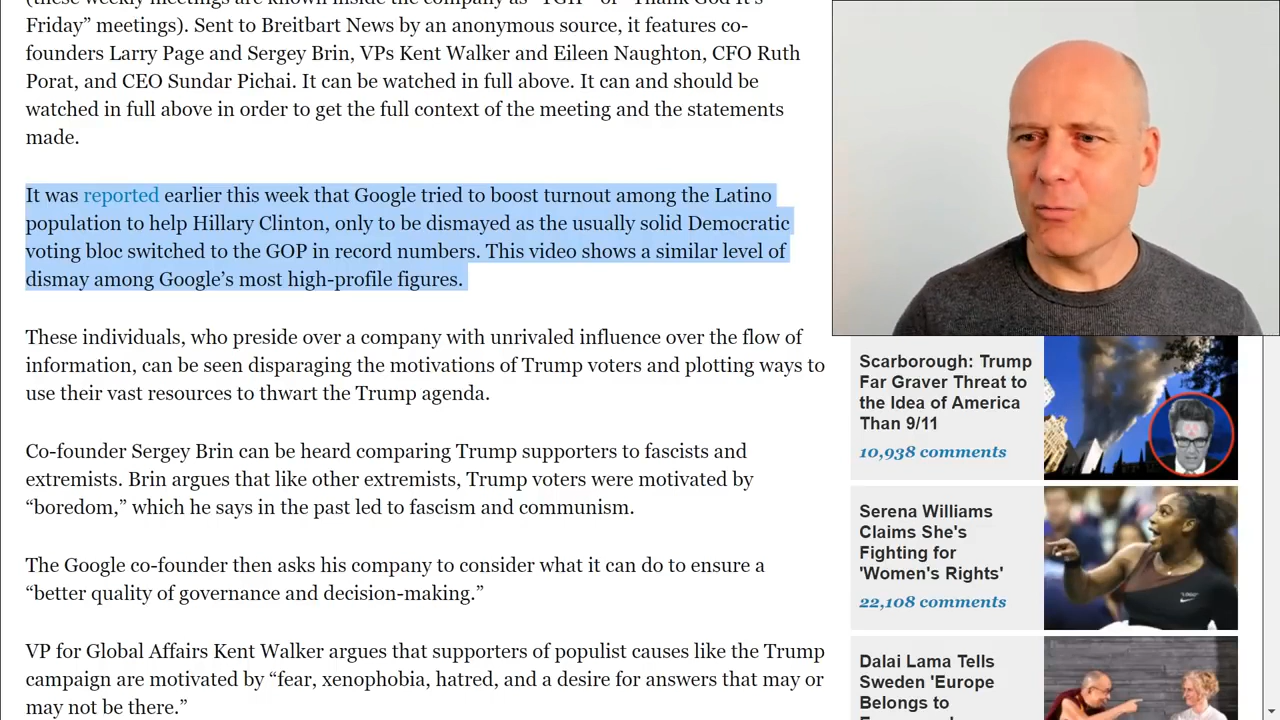 (these weekly meetings are known inside the company as “TGIF” or “Thank God It’s
Friday” meetings). Sent to Breitbart News by an anonymous source, it features co-
founders Larry Page and Sergey Brin, VPs Kent Walker and Eileen Naughton, CFO Ruth
Porat, and CEO Sundar Pichai. It can be watched in full above. It can and should be
watched in full above in order to get the full context of the meeting and the statements
made.
It was reported earlier this week that Google tried to boost turnout among the Latino
population to help Hillary Clinton, only to be dismayed as the usually solid Democratic
voting bloc switched to the GOP in record numbers. This video shows a similar level of
dismay among Google’s most high-profile figures.
These individuals, who preside over a company with unrivaled influence over the flow of
information, can be seen disparaging the motivations of Trump voters and plotting ways to
use their vast resources to thwart the Trump agenda.
Co-founder Sergey Brin can be heard comparing Trump supporters to fascists and
extremists. Brin argues that like other extremists, Trump voters were motivated by
“boredom,” which he says in the past led to fascism and communism.
The Google co-founder then asks his company to consider what it can do to ensure a
“better quality of governance and decision-making.”
VP for Global Affairs Kent Walker argues that supporters of populist causes like the Trump
campaign are motivated by “fear, xenophobia, hatred, and a desire for answers that may or
may not be there.”
Scarborough: Trump
Far Graver Threat to
the Idea of America
Than 9/11
10,938 comments
Serena Williams
Claims She's
Fighting for
'Women's Rights'
22,108 comments
Dalai Lama Tells
Sweden 'Europe
Belongs to